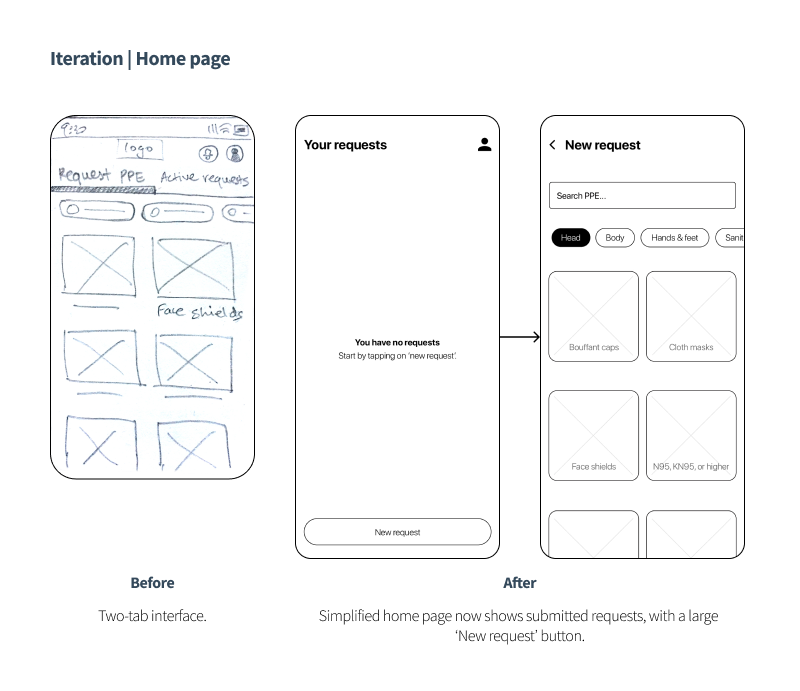 Iteration | Home page
9:30
logo
Request PPE Active requests
Face shields
Your requests
You have no requests
Start by tapping on ‘new request’.
New request
New request
Search PPE...
Head Body Hands & feet Sanit
Bouffant caps Cloth masks
Face shields N95, KN95, or higher
Before
Two-tab interface.
After
Simplified home page now shows submitted requests, with a large
‘New request’ button.